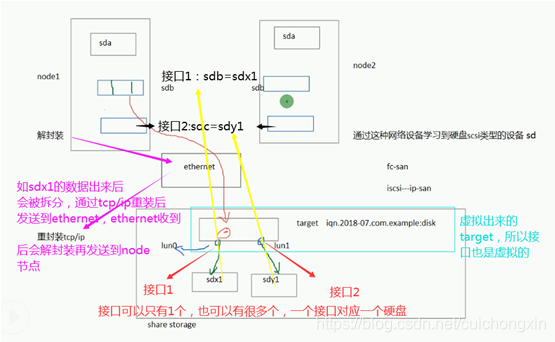 sda
sda
node1
node2
接口1：sdb=sdx1
sdb
sdb
接口2:sdc=sdy1
解封装
通过这种网络设备学习到硬盘scsi类型的设备 sd
ethernet
fc-san
iscsi---ip-san
如sdx1的数据出来后
会被拆分，通过tcp/ip重装后
发送到ethernet，ethernet收到
重封装tcp/ip
后会解封装再发送到node
节点
target iqn.2018-07.com.example:disk
虚拟出来的
target，所以接
口也是虚拟的
lun0
lun1
接口1
sdx1
sdy1
接口2
接口可以只有1个，也可以有很多个，一个接口对应一个硬盘
share storage
https://blog.csdn.net/cuichongxin